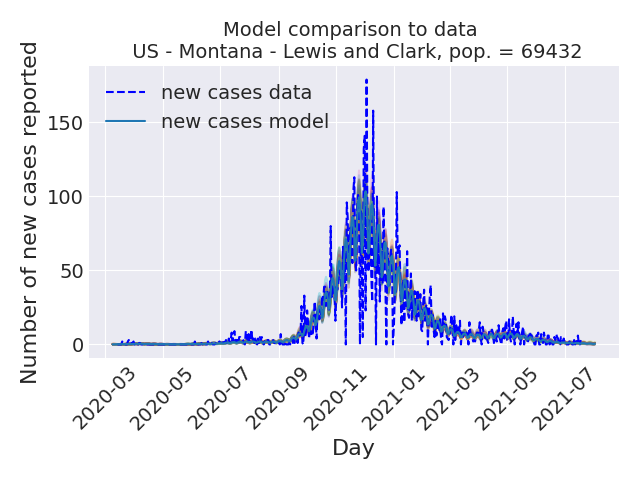 Model comparison to data
US - Montana - Lewis and Clark, pop. = 69432
Number of new cases reported
new cases data
new cases model
150
100
50
0
2020-03
2020-05
2020-07
2020-09
2020-11
2021-01
2021-03
2021-05
2021-07
Day